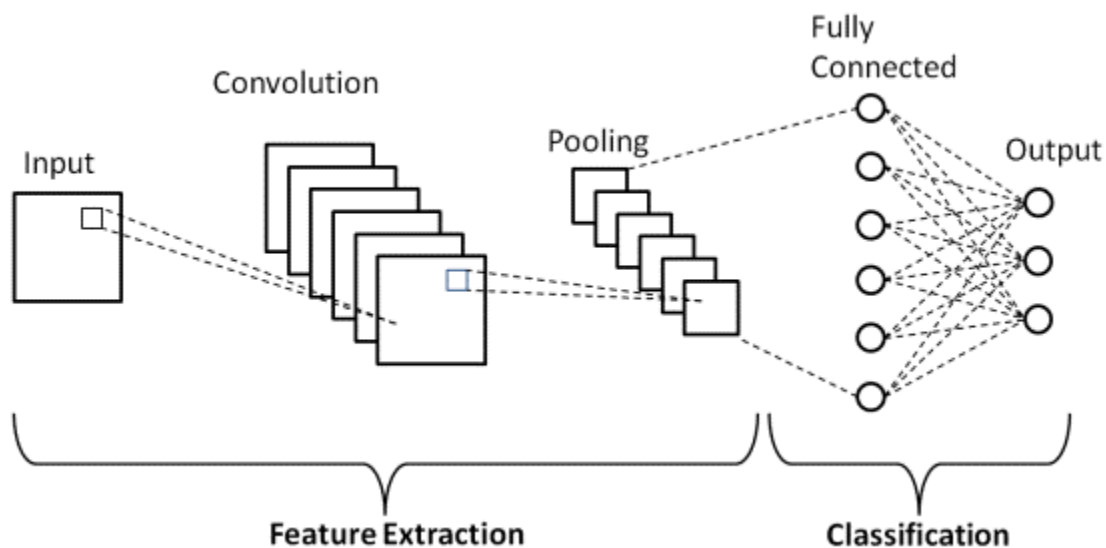 Input
Convolution
Pooling
Fully
Connected
Output
Feature Extraction
Classification